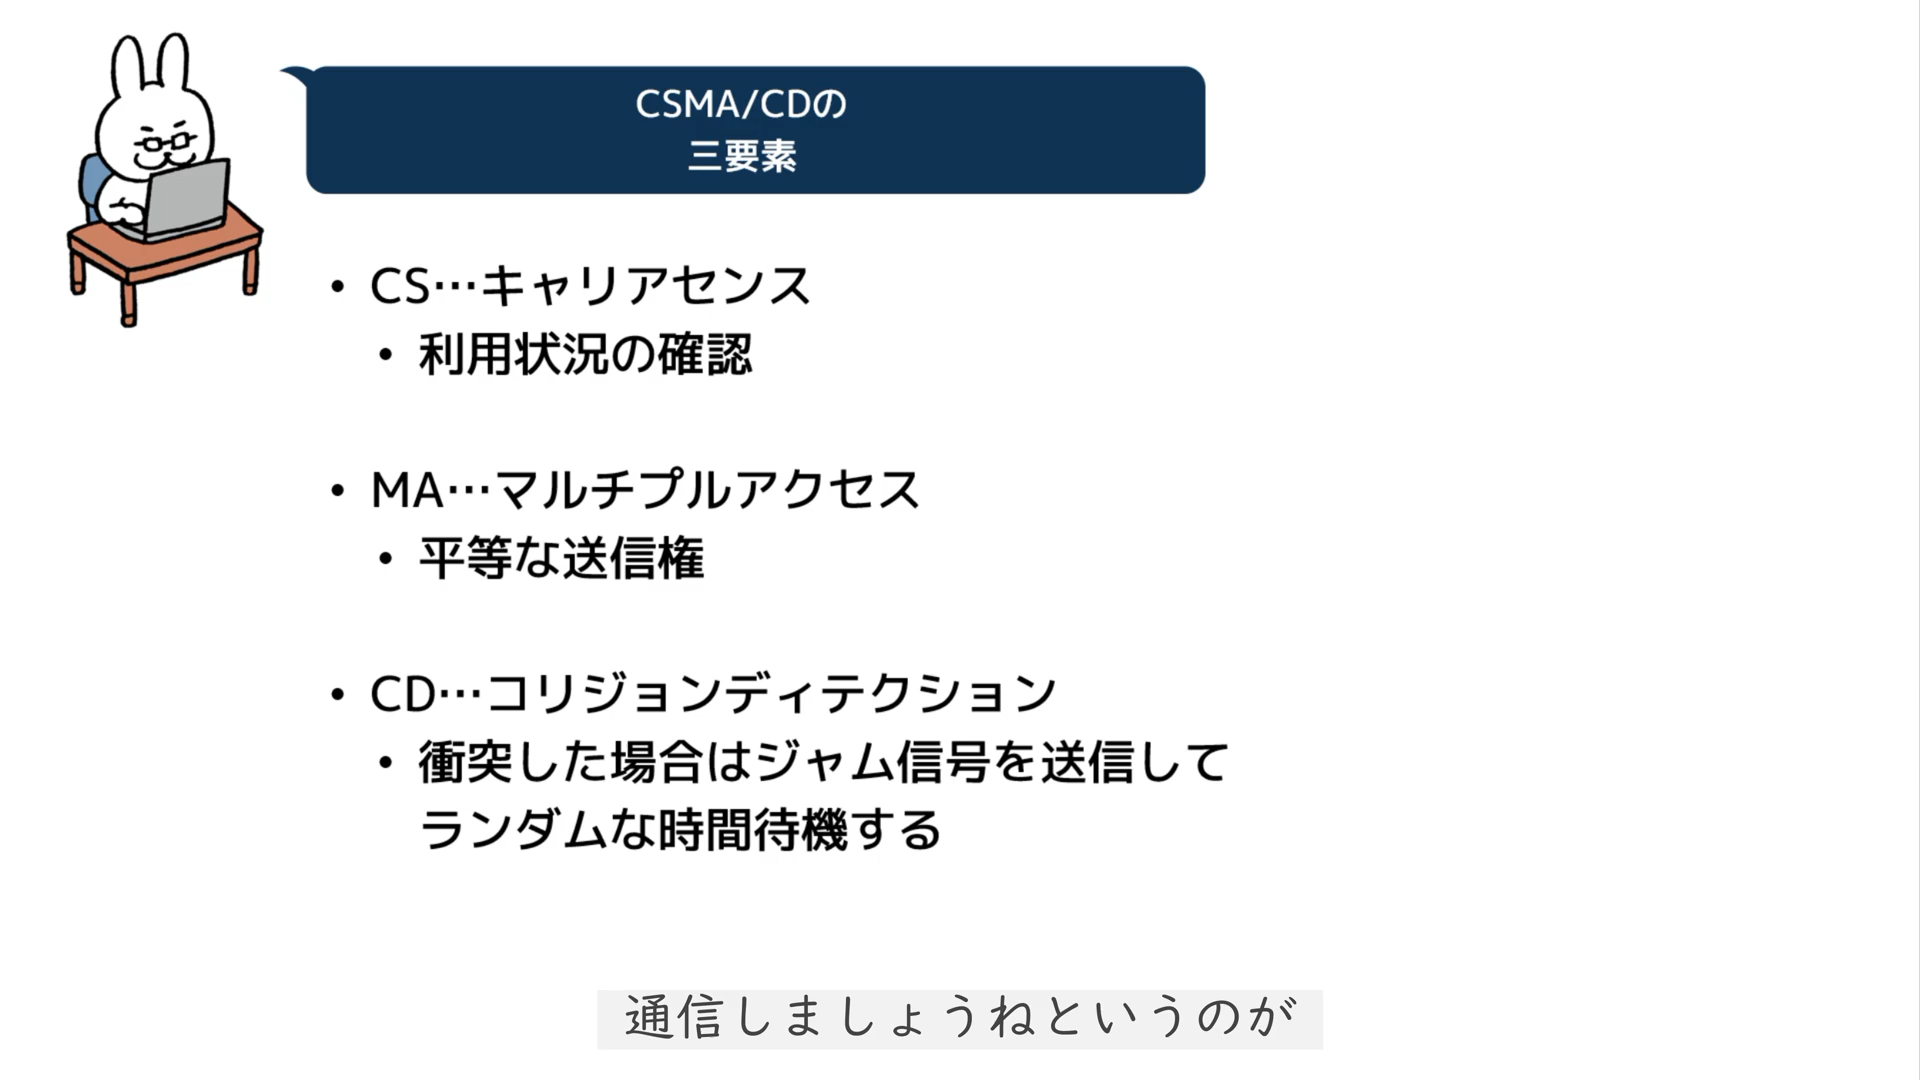 CSMA/CDの
三要素
• CS…キャリアセンス
• 利用状況の確認
• MA…マルチプルアクセス
• 平等な送信権
• CD…コリジョンディテクション
• 衝突した場合はジャム信号を送信して
ランダムな時間待機する
通信しましょうねというのが